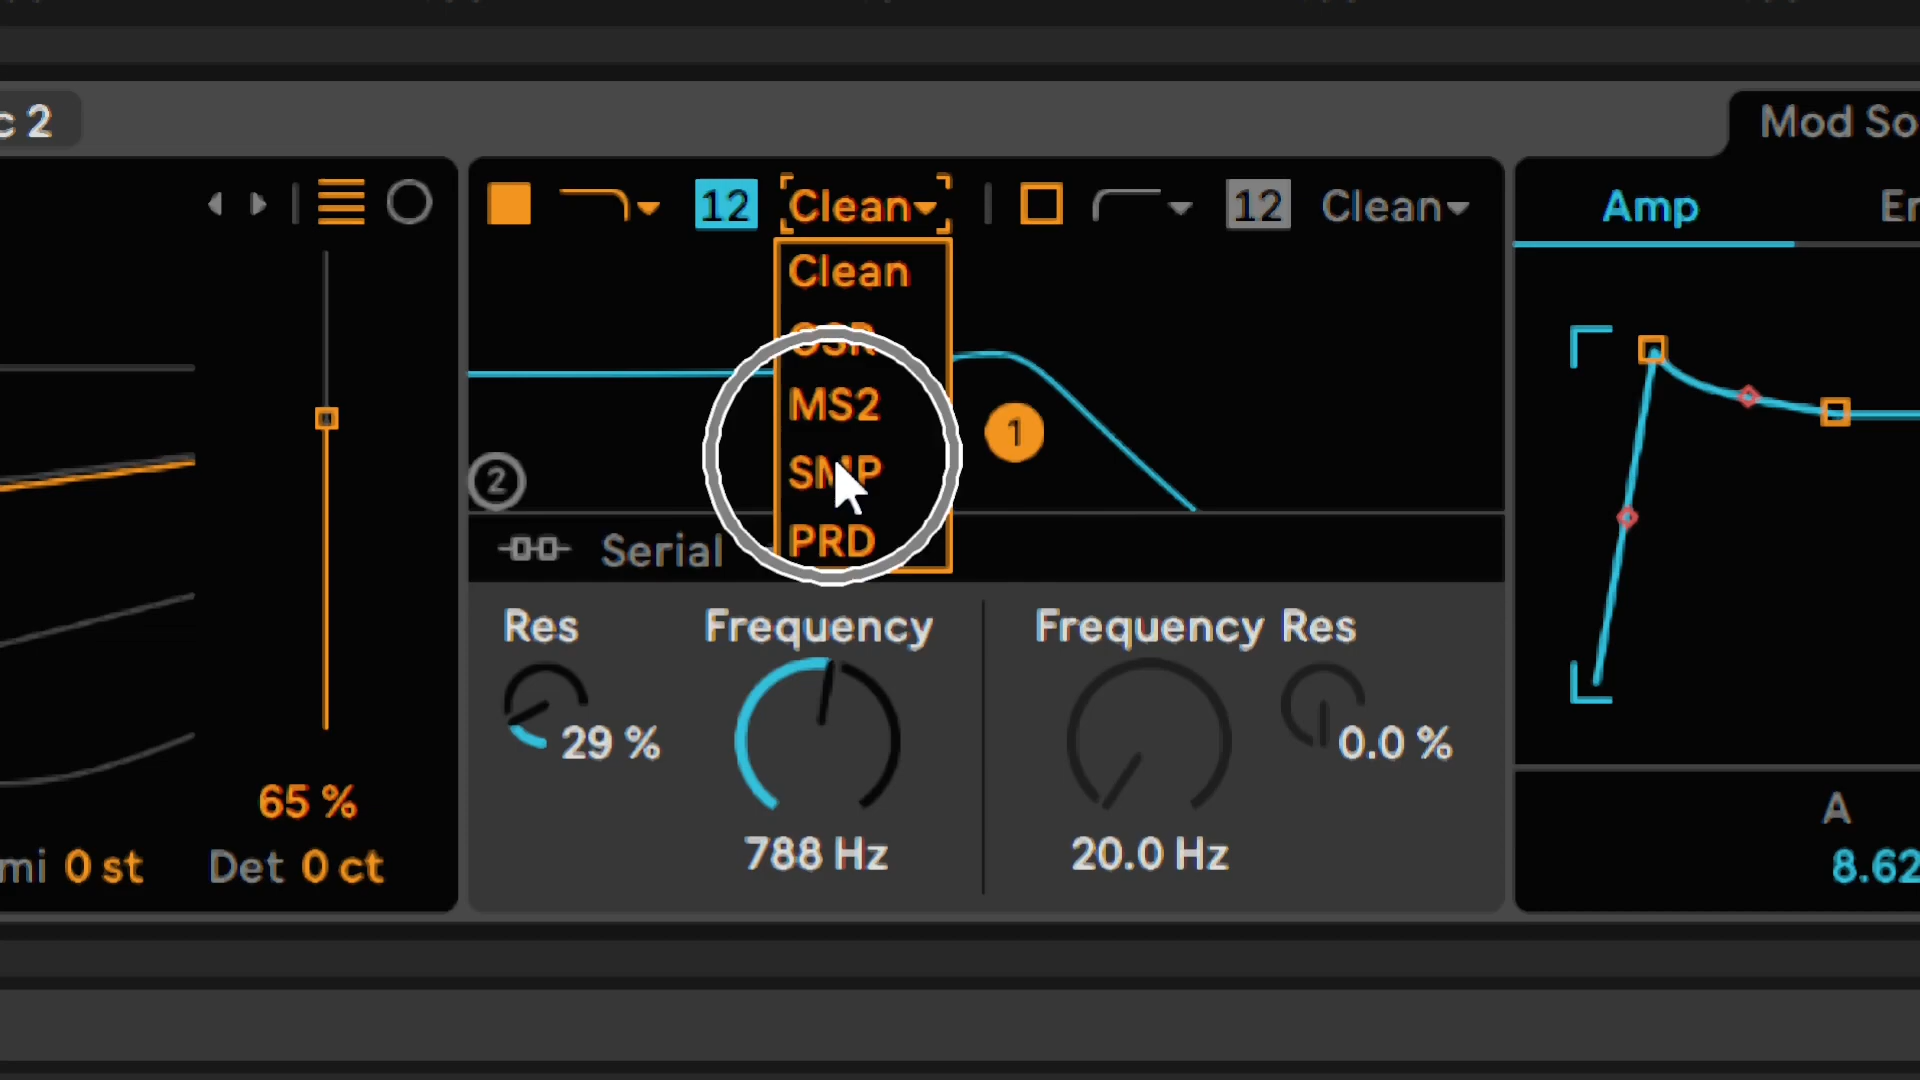 c 2
Mod So
12 Clean 12 Clean
Amp
Clean
OSR
MS2
SMP
PRD
1
2
Serial
Res Frequency Frequency Res
29 %
0.0 %
788 Hz 20.0 Hz
65 %
mi 0 st Det 0 ct
A
8.62